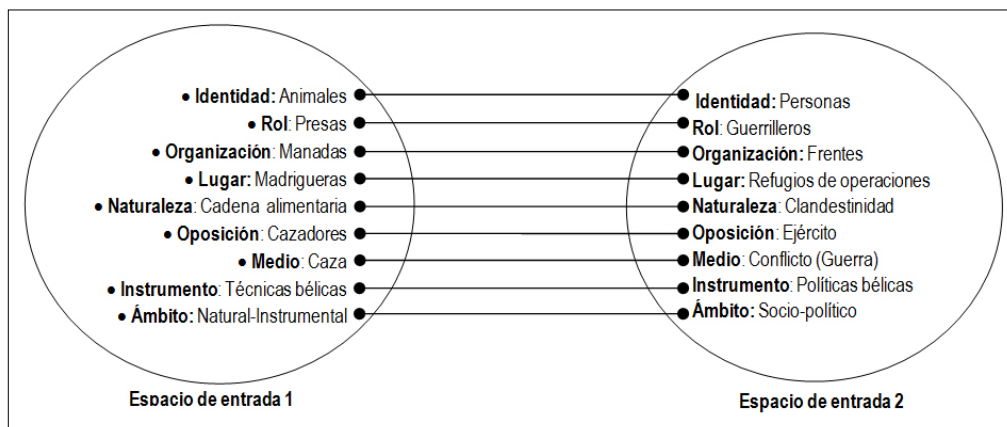 • Identidad: Animales
• Rol: Presas
• Organización: Manadas
• Lugar: Madrigueras
• Naturaleza: Cadena alimentaria
• Oposición: Cazadores
• Medio: Caza
• Instrumento: Técnicas bélicas
• Ámbito: Natural-Instrumental
Espacio de entrada 1
Identidad: Personas
Rol: Guerrilleros
Organización: Frentes
Lugar: Refugios de operaciones
Naturaleza: Clandestinidad
Oposición: Ejército
Medio: Conflicto (Guerra)
Instrumento: Políticas bélicas
Ámbito: Socio-político
Espacio de entrada 2